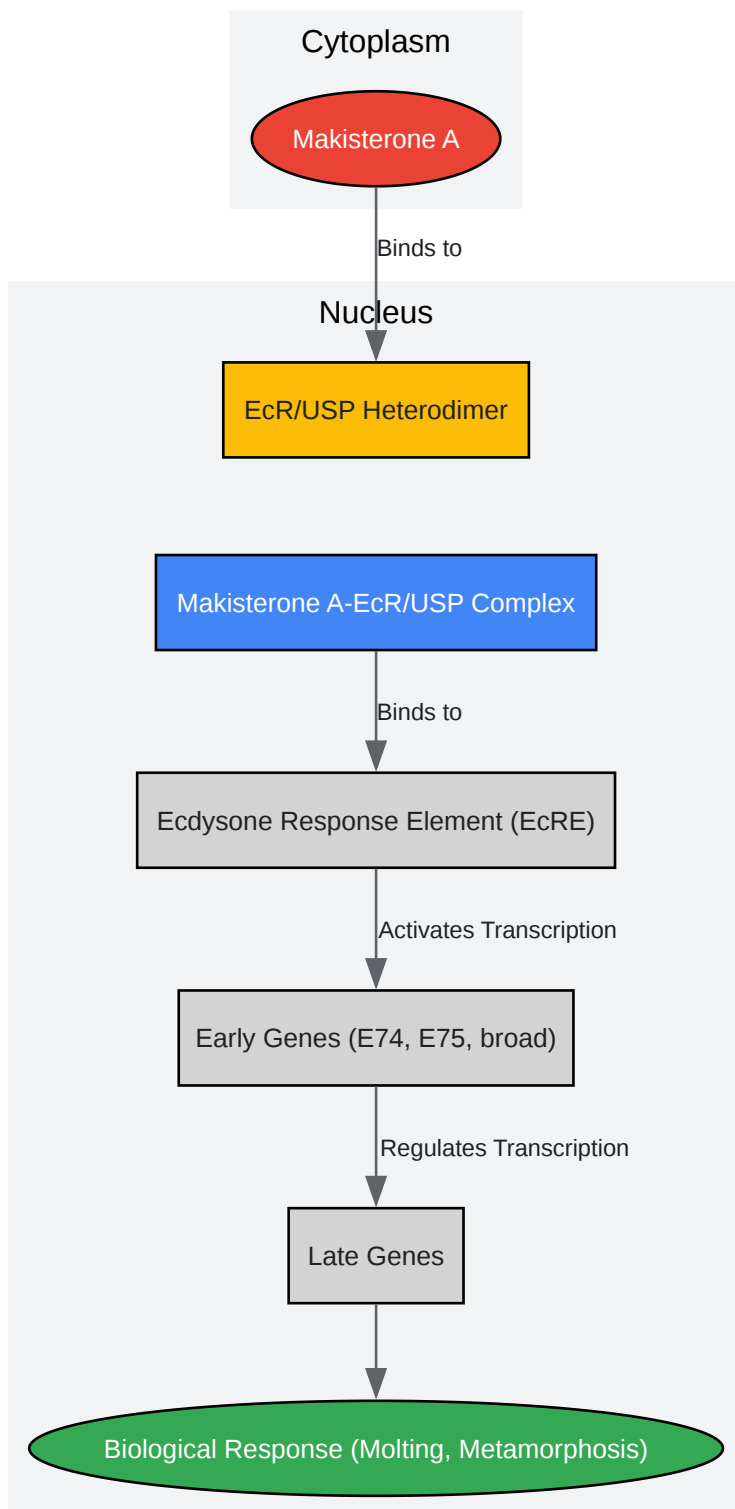 Cytoplasm
Makisterone A
Binds to
Nucleus
EcR/USP Heterodimer
Makisterone A-EcR/USP Complex
Binds to
Ecdysone Response Element (EcRE)
Activates Transcription
Early Genes (E74, E75, broad)
Regulates Transcription
Late Genes
Biological Response (Molting, Metamorphosis)